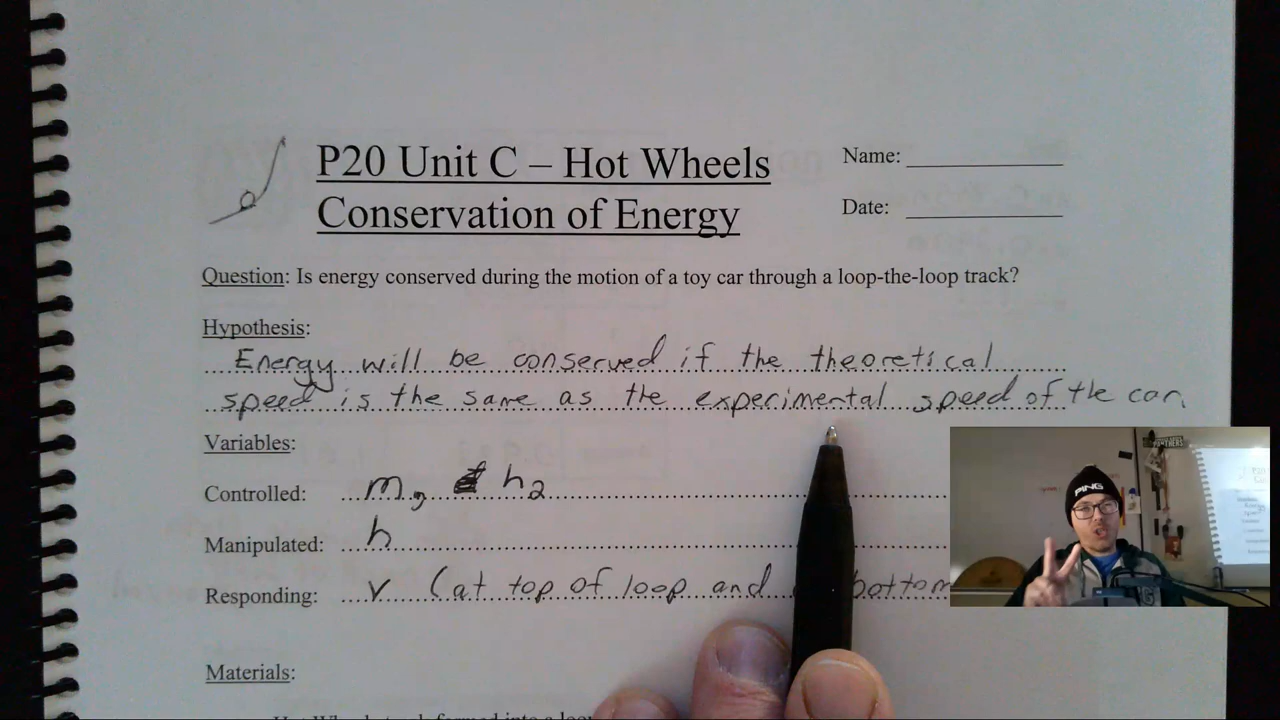 P20 Unit C – Hot Wheels
Conservation of Energy
Name:
Date:
Question: Is energy conserved during the motion of a toy car through a loop-the-loop track?
Hypothesis:
Energy will be conserved if the theoretical
speed is the same as the experimental speed of the car.
Variables:
Controlled: m, h2
Manipulated: h
Responding: v (at top of loop and bottom
Materials:
PING